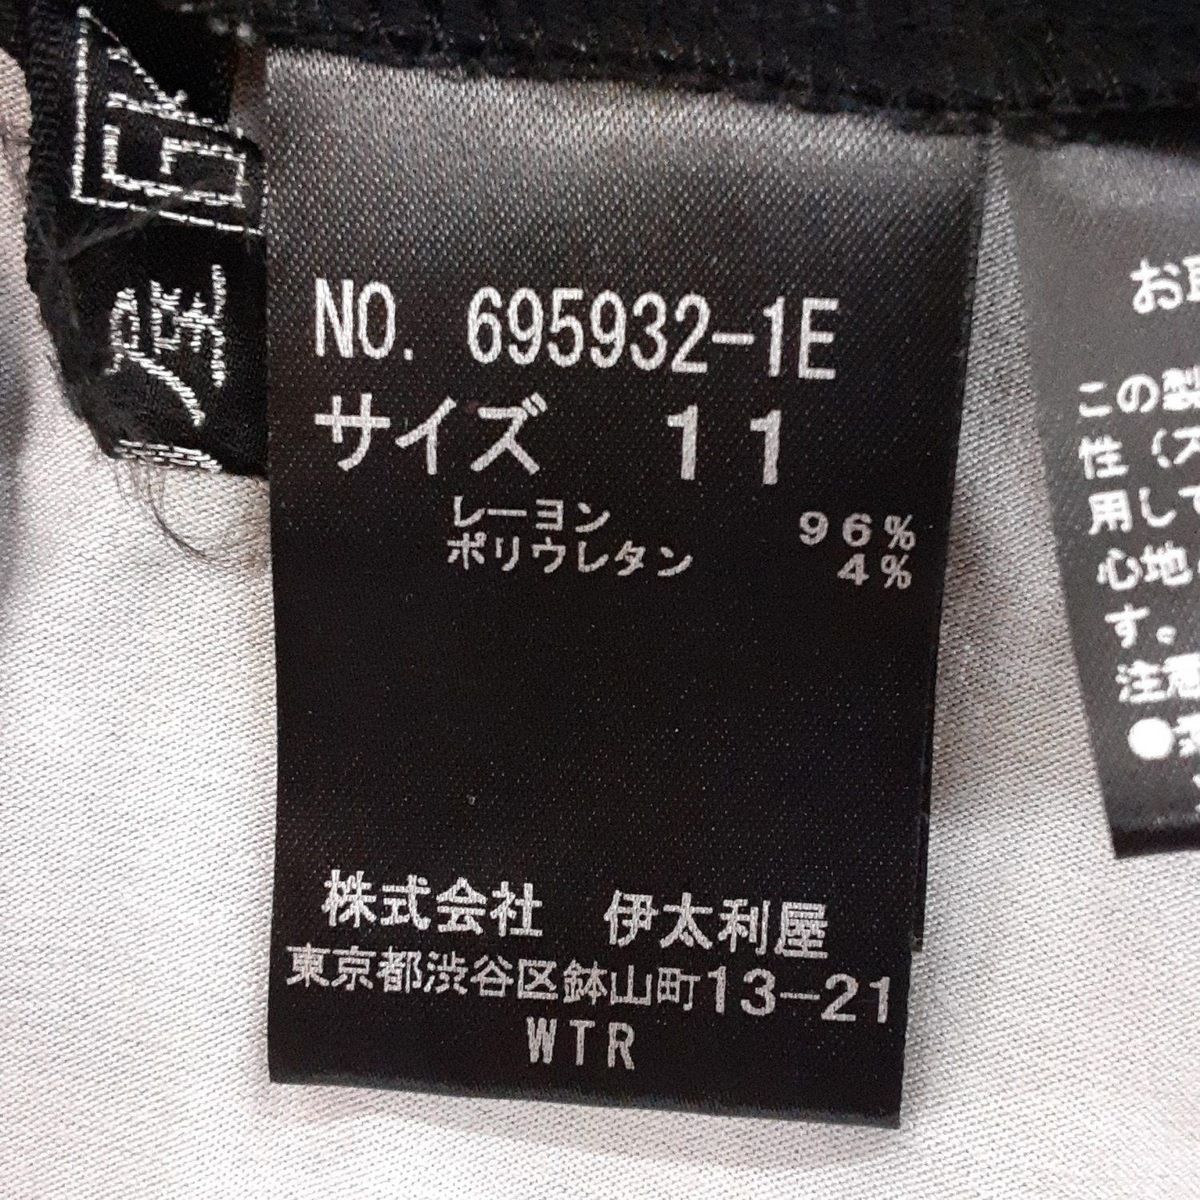 NO. 695932-1E
サイズ 11
レーヨン 96%
ポリウレタン 4%
株式会社 伊太利屋
東京都渋谷区鉢山町13-21
WTR
お
この製
性(ス
用して
心地
す。
注意